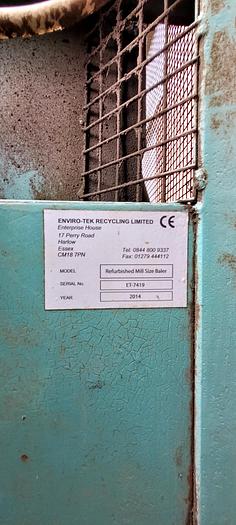 ENVIRO-TEK RECYCLING LIMITED CE
Enterprise House
17 Perry Road
Harlow
Essex Tel. 0844 800 9337
CM18 7PN Fax: 01279 444112
MODEL Refurbished Mill Size Baler
SERIAL No. ET-7419
YEAR 2014